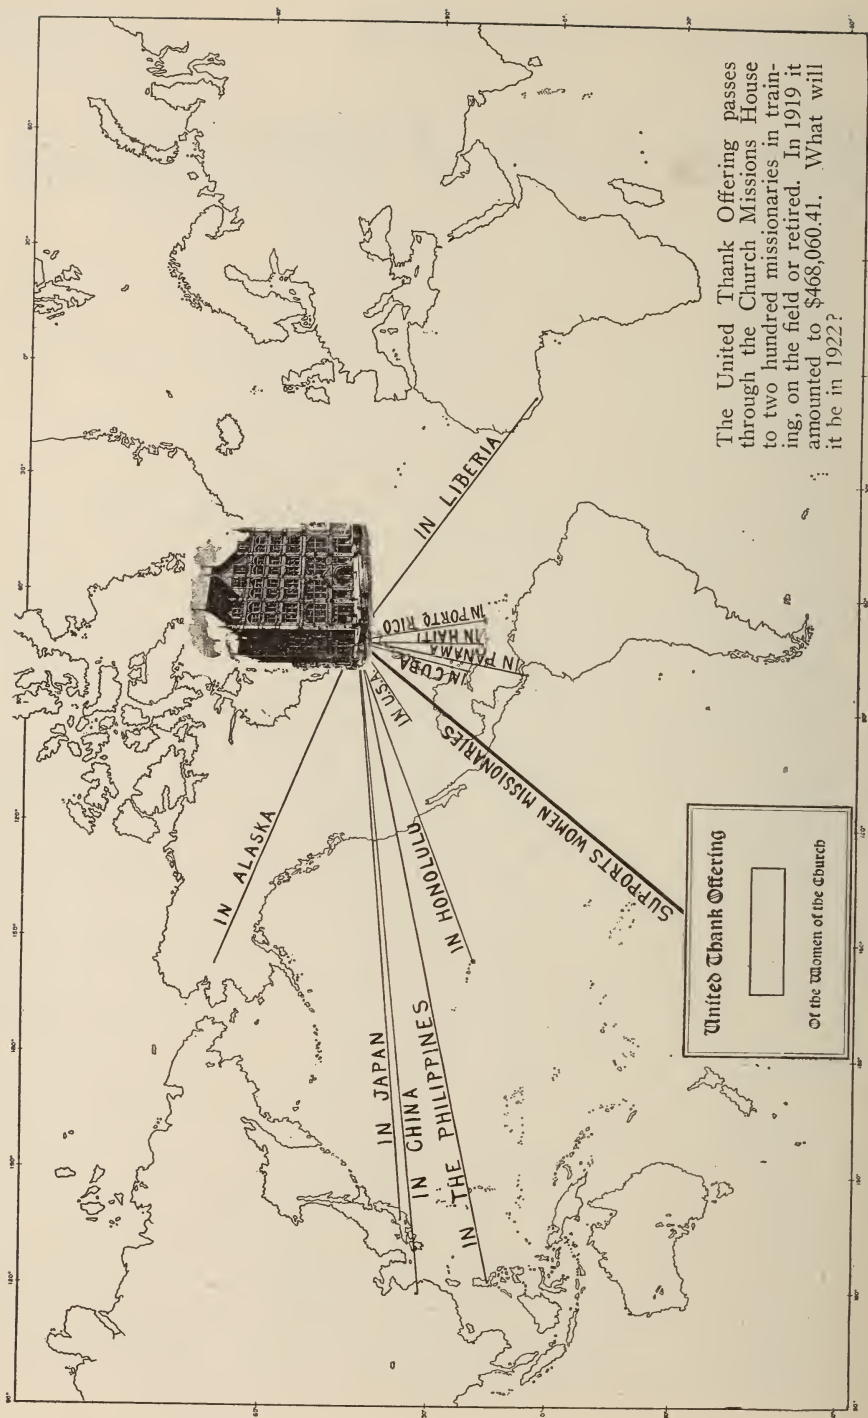 IN ALASKA
IN JAPAN
IN CHINA
IN THE PHILIPPINES
IN HONOLULU
IN U.S.A.
SUPPORTS WOMEN MISSIONARIES
IN CUBA
IN PANAMA
IN HAITI
IN PORTO RICO
IN LIBERIA
United Thank Offering
Of the Women of the Church
The United Thank Offering passes
through the Church Missions House
to two hundred missionaries in train-
ing, on the field or retired. In 1919 it
amounted to $468,060.41. What will
it be in 1922?